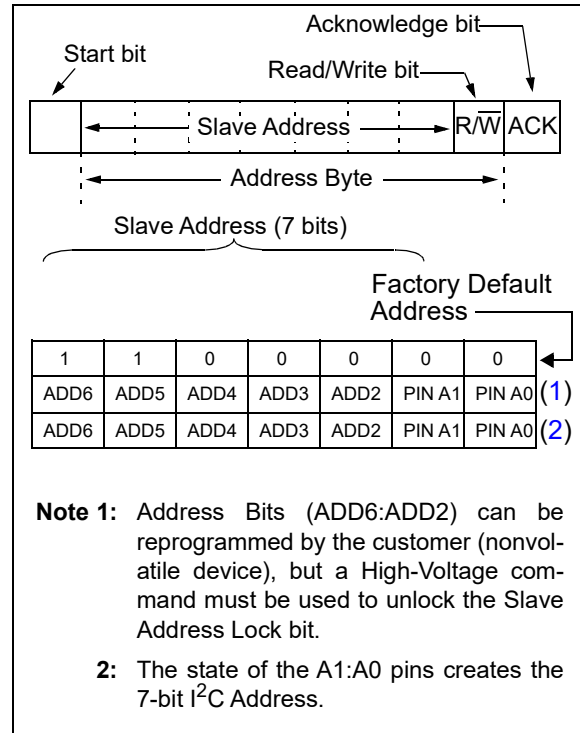 Acknowledge bit
Start bit
Read/Write bit
Slave Address R/W̅ ACK
Address Byte
Slave Address (7 bits)
Factory Default
Address
1 1 0 0 0 0 0
ADD6 ADD5 ADD4 ADD3 ADD2 PIN A1 PIN A0 (1)
ADD6 ADD5 ADD4 ADD3 ADD2 PIN A1 PIN A0 (2)
Note 1: Address Bits (ADD6:ADD2) can be
reprogrammed by the customer (nonvol-
atile device), but a High-Voltage com-
mand must be used to unlock the Slave
Address Lock bit.
2: The state of the A1:A0 pins creates the
7-bit I²C Address.